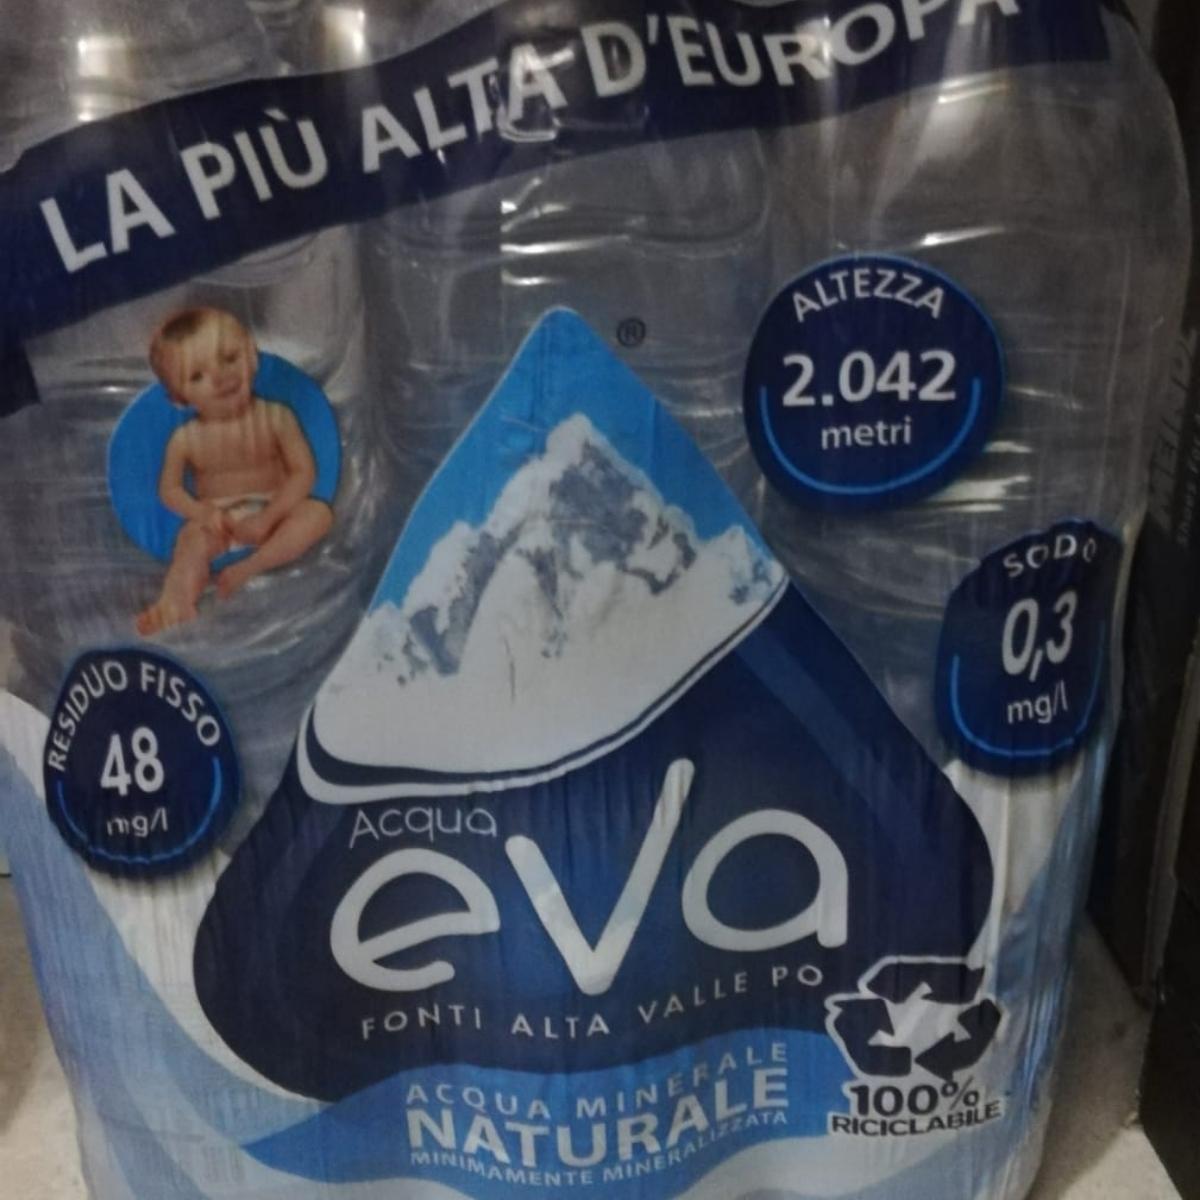 LA PIÙ ALTA D'EUROPA
®
ALTEZZA
2.042
metri
SODO
0,3
mg/l
RESIDUO FISSO
48
mg/l
Acqua
eva
FONTI ALTA VALLE PO
ACQUA MINERALE
NATURALE
MINIMAMENTE MINERALIZZATA
100%
RICICLABILE